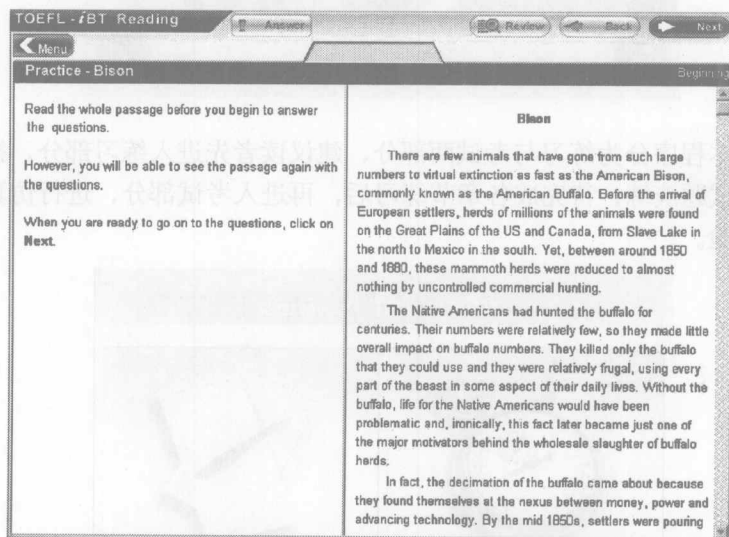 TOEFL - iBT Reading
Answer
Review
Back
Next
Menu
Practice - Bison
Beginning
Read the whole passage before you begin to answer
the questions.
However, you will be able to see the passage again with
the questions.
When you are ready to go on to the questions, click on
Next.
Bison
There are few animals that have gone from such large
numbers to virtual extinction as fast as the American Bison,
commonly known as the American Buffalo. Before the arrival of
European settlers, herds of millions of the animals were found
on the Great Plains of the US and Canada, from Slave Lake in
the north to Mexico in the south. Yet, between around 1850
and 1880, these mammoth herds were reduced to almost
nothing by uncontrolled commercial hunting.
The Native Americans had hunted the buffalo for
centuries. Their numbers were relatively few, so they made little
overall impact on buffalo numbers. They killed only the buffalo
that they could use and they were relatively frugal, using every
part of the beast in some aspect of their daily lives. Without the
buffalo, life for the Native Americans would have been
problematic and, ironically, this fact later became just one of
the major motivators behind the wholesale slaughter of buffalo
herds.
In fact, the decimation of the buffalo came about because
they found themselves at the nexus between money, power and
advancing technology. By the mid 1850s, settlers were pouring